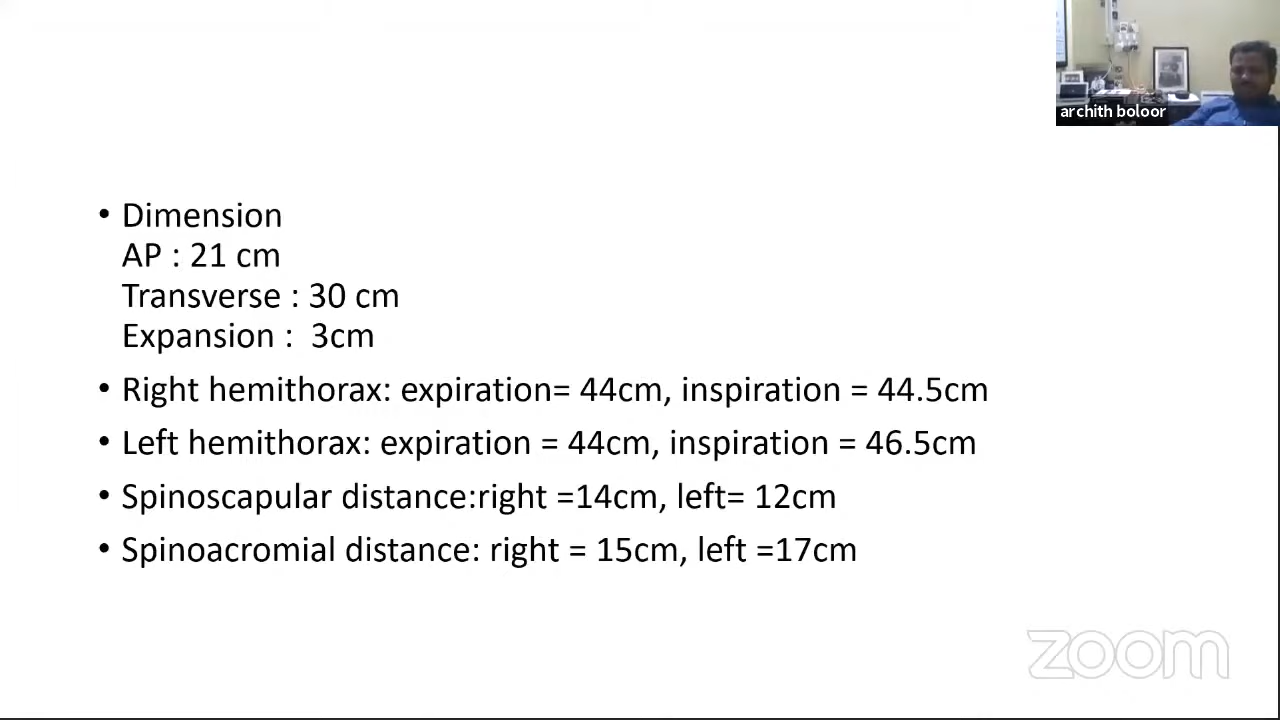 archith boloor
• Dimension
AP : 21 cm
Transverse : 30 cm
Expansion :  3cm
• Right hemithorax: expiration= 44cm, inspiration = 44.5cm
• Left hemithorax: expiration = 44cm, inspiration = 46.5cm
• Spinoscapular distance:right =14cm, left= 12cm
• Spinoacromial distance: right = 15cm, left =17cm
zoom